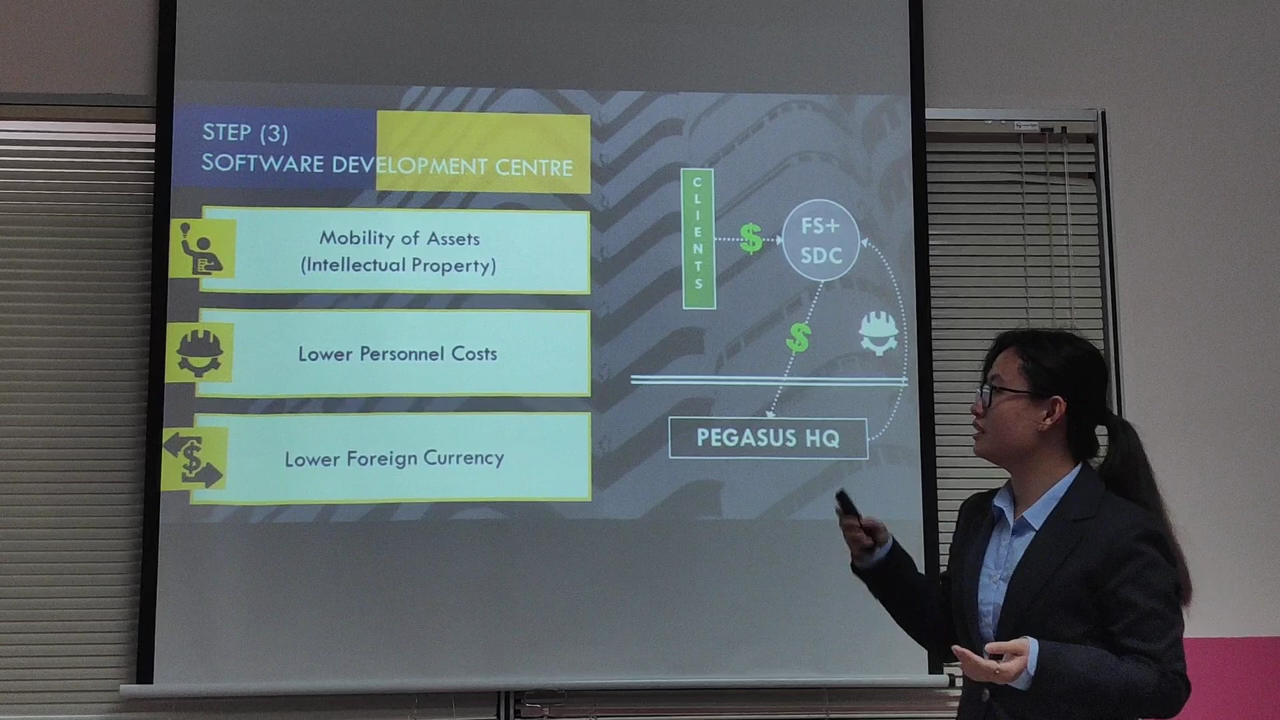 STEP (3)
SOFTWARE DEVELOPMENT CENTRE
Mobility of Assets
(Intellectual Property)
Lower Personnel Costs
$
Lower Foreign Currency
CLIENTS
$
FS+
SDC
$
PEGASUS HQ